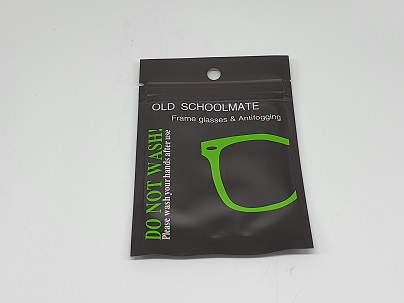 OLD SCHOOLMATE
Frame glasses & Antifogging
DO NOT WASH!
Please wash your hands after use